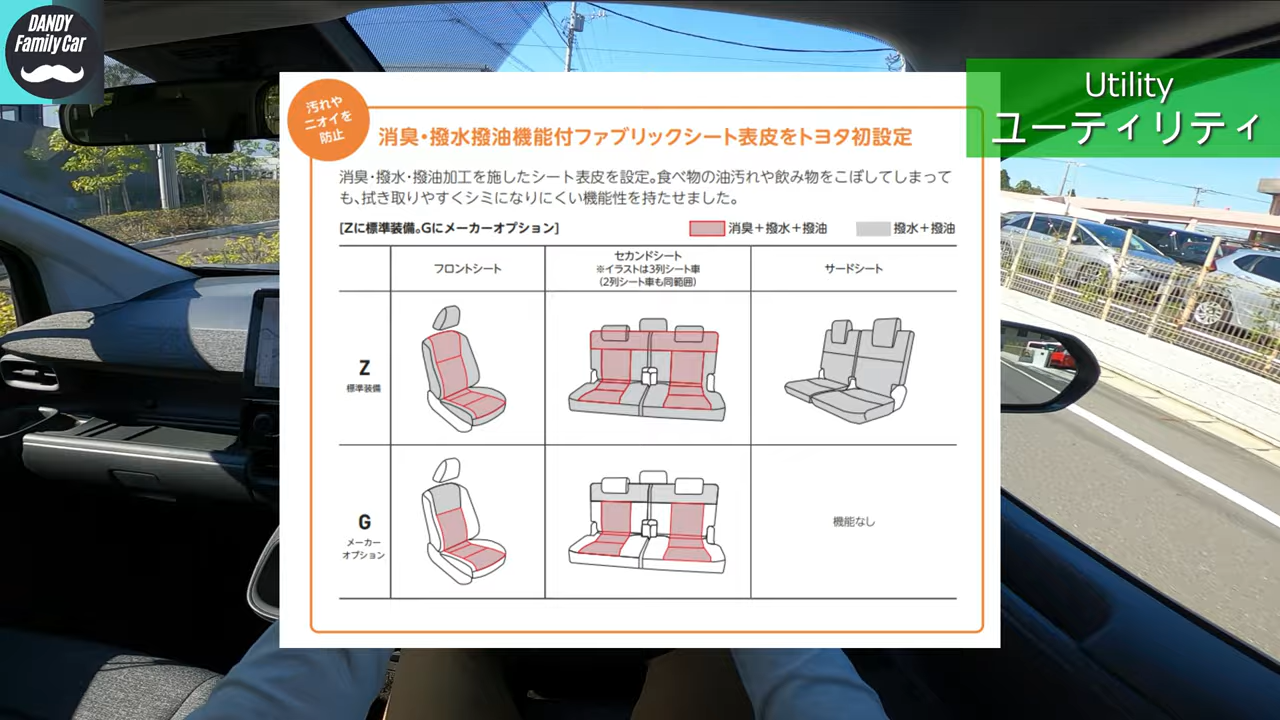 DANDY
Family Car
Utility
ユーティリティ
汚れや
ニオイを
防止
消臭・撥水撥油機能付ファブリックシート表皮をトヨタ初設定
消臭・撥水・撥油加工を施したシート表皮を設定。食べ物の油汚れや飲み物をこぼしてしまって
も、拭き取りやすくシミになりにくい機能性を持たせました。
[Zに標準装備。Gにメーカーオプション]
消臭＋撥水＋撥油
撥水＋撥油
フロントシート
セカンドシート
※イラストは3列シート車
（2列シート車も同範囲）
サードシート
Z
標準装備
G
メーカー
オプション
機能なし